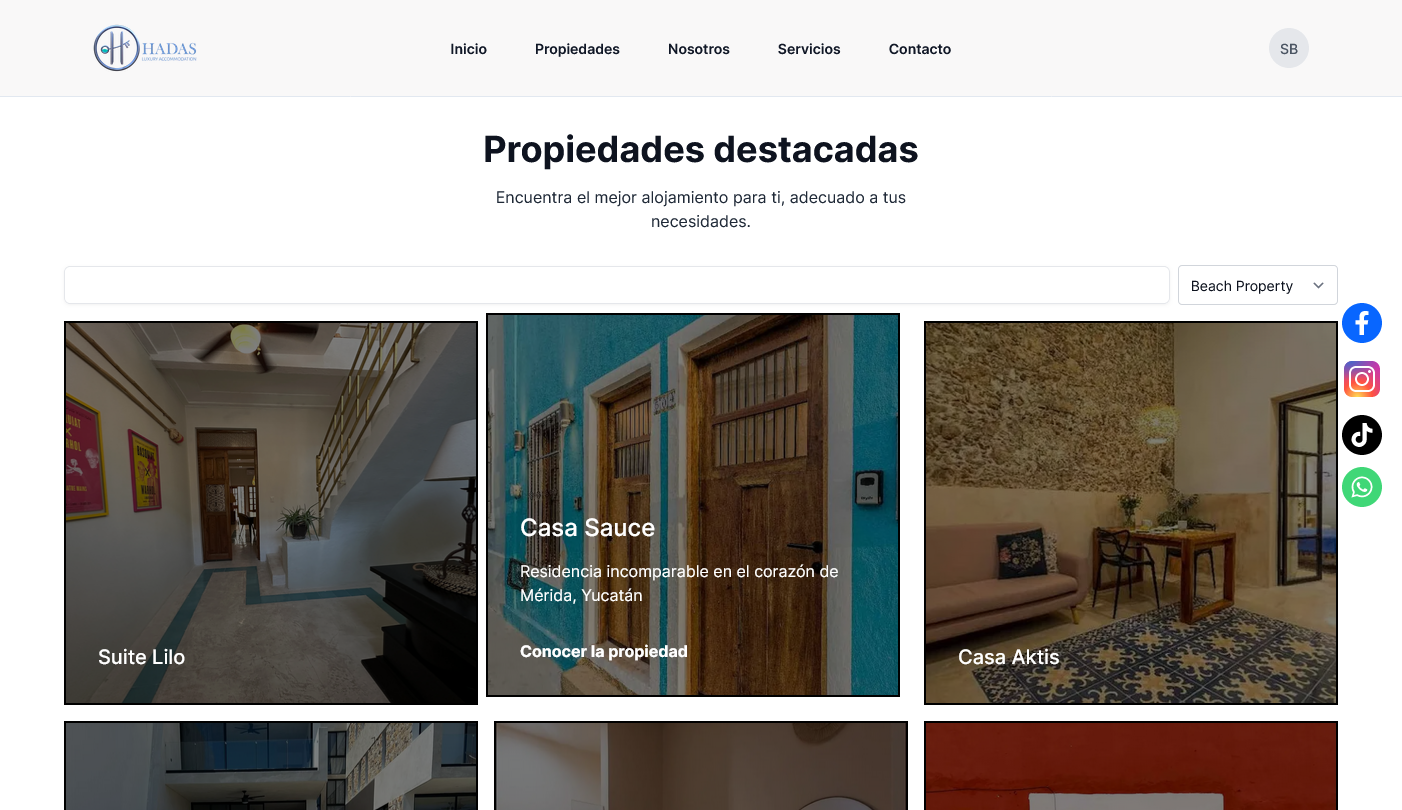 HADAS
LUXURY ACCOMMODATION
Inicio
Propiedades
Nosotros
Servicios
Contacto
SB
Propiedades destacadas
Encuentra el mejor alojamiento para ti, adecuado a tus
necesidades.
Beach Property
Suite Lilo
Casa Sauce
Residencia incomparable en el corazón de
Mérida, Yucatán
Conocer la propiedad
Casa Aktis